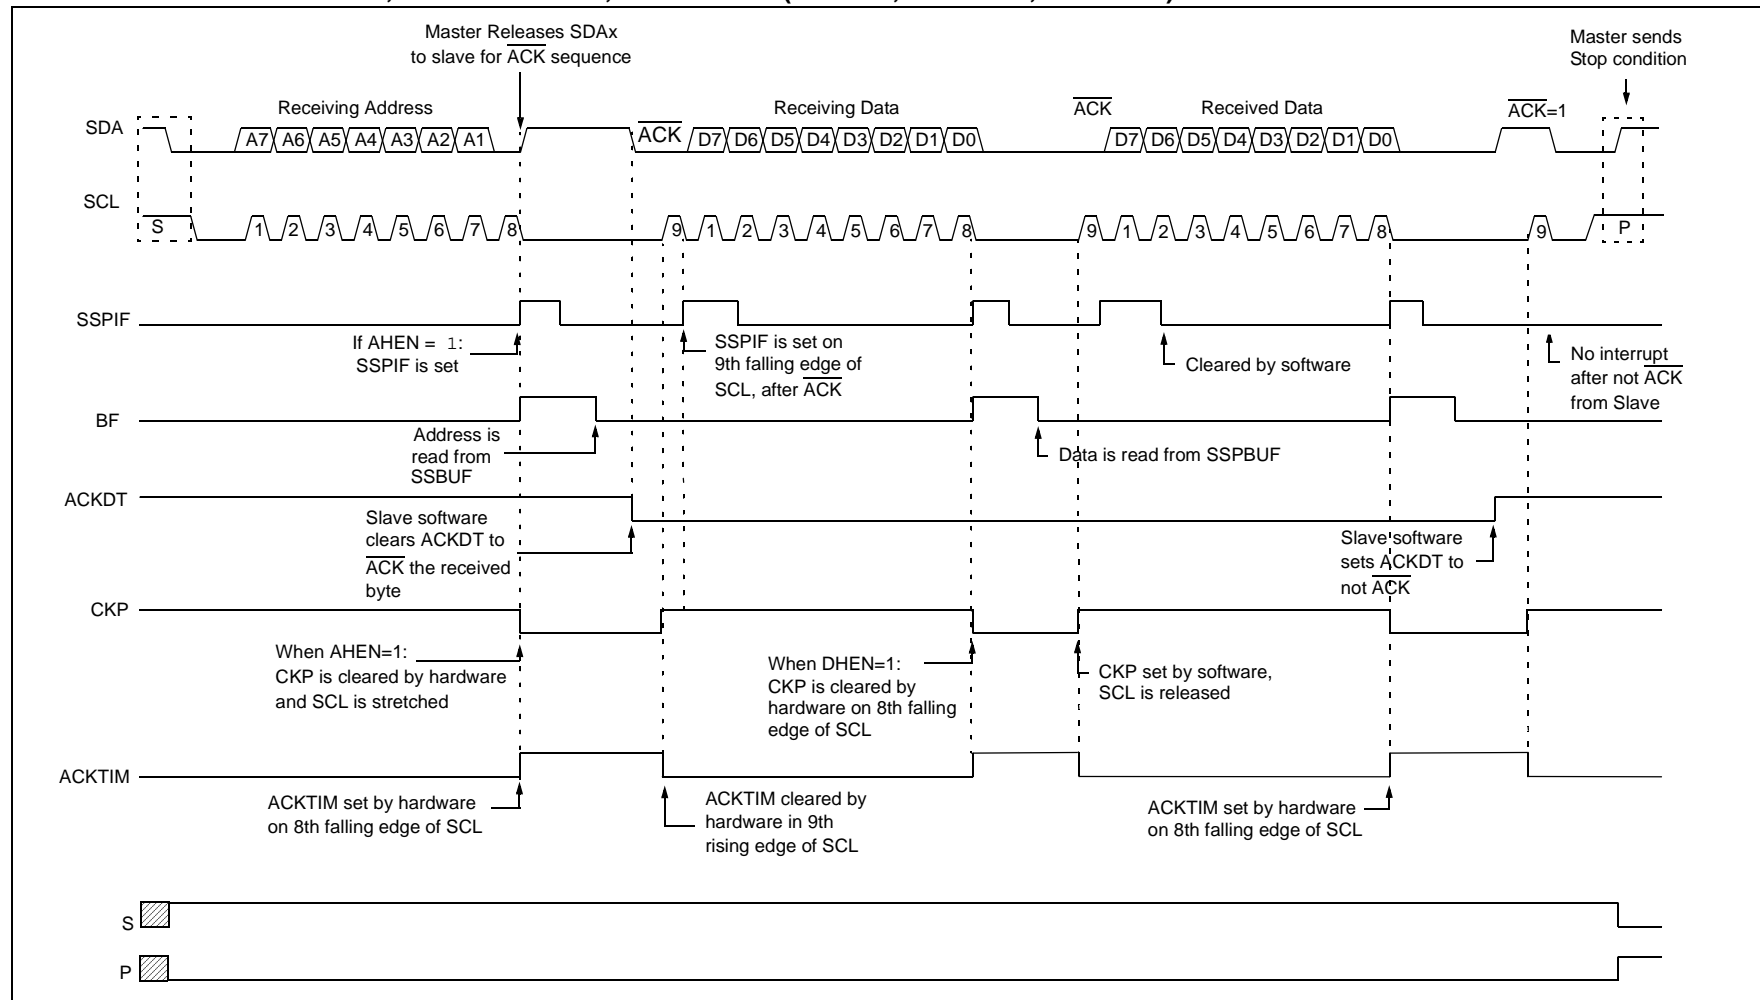 Master Releases SDAx
to slave for ACK sequence
Master sends
Stop condition
Receiving Address
Receiving Data
ACK
Received Data
ACK=1
SDA
A7 A6 A5 A4 A3 A2 A1
ACK
D7 D6 D5 D4 D3 D2 D1 D0
D7 D6 D5 D4 D3 D2 D1 D0
SCL
S
1 2 3 4 5 6 7 8
9 1 2 3 4 5 6 7 8
9 1 2 3 4 5 6 7 8
9
P
SSPIF
If AHEN = 1:
SSPIF is set
SSPIF is set on
9th falling edge of
SCL, after ACK
Cleared by software
No interrupt
after not ACK
from Slave
BF
Address is
read from
SSBUF
Data is read from SSPBUF
ACKDT
Slave software
clears ACKDT to
ACK the received
byte
Slave software
sets ACKDT to
not ACK
CKP
When AHEN=1:
CKP is cleared by hardware
and SCL is stretched
When DHEN=1:
CKP is cleared by
hardware on 8th falling
edge of SCL
CKP set by software,
SCL is released
ACKTIM
ACKTIM set by hardware
on 8th falling edge of SCL
ACKTIM cleared by
hardware in 9th
rising edge of SCL
ACKTIM set by hardware
on 8th falling edge of SCL
S
P